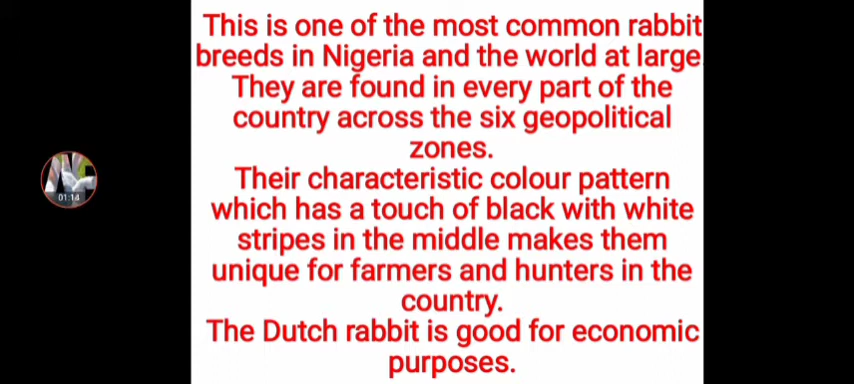 This is one of the most common rabbit
breeds in Nigeria and the world at large.
They are found in every part of the
country across the six geopolitical
zones.
Their characteristic colour pattern
which has a touch of black with white
stripes in the middle makes them
unique for farmers and hunters in the
country.
The Dutch rabbit is good for economic
purposes.
01:14